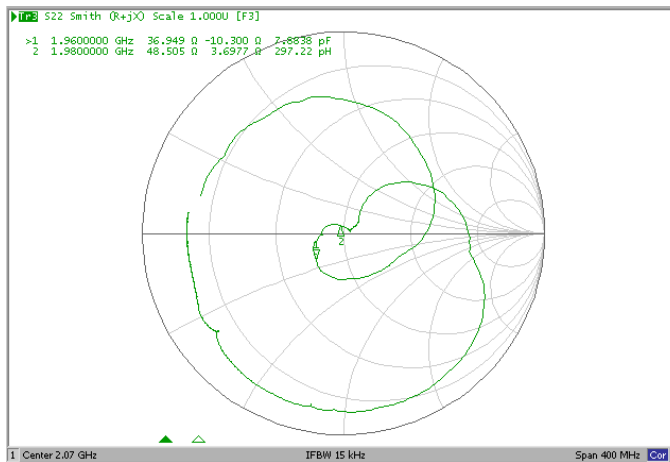 Tr3 S22 Smith (R+jX) Scale 1.000U [F3]
>1 1.9600000 GHz 36.949 Ω -10.300 Ω 7.8838 pF
2 1.9800000 GHz 48.505 Ω 3.6977 Ω 297.22 pH
2
1 Center 2.07 GHz IFBW 15 kHz Span 400 MHz Cor